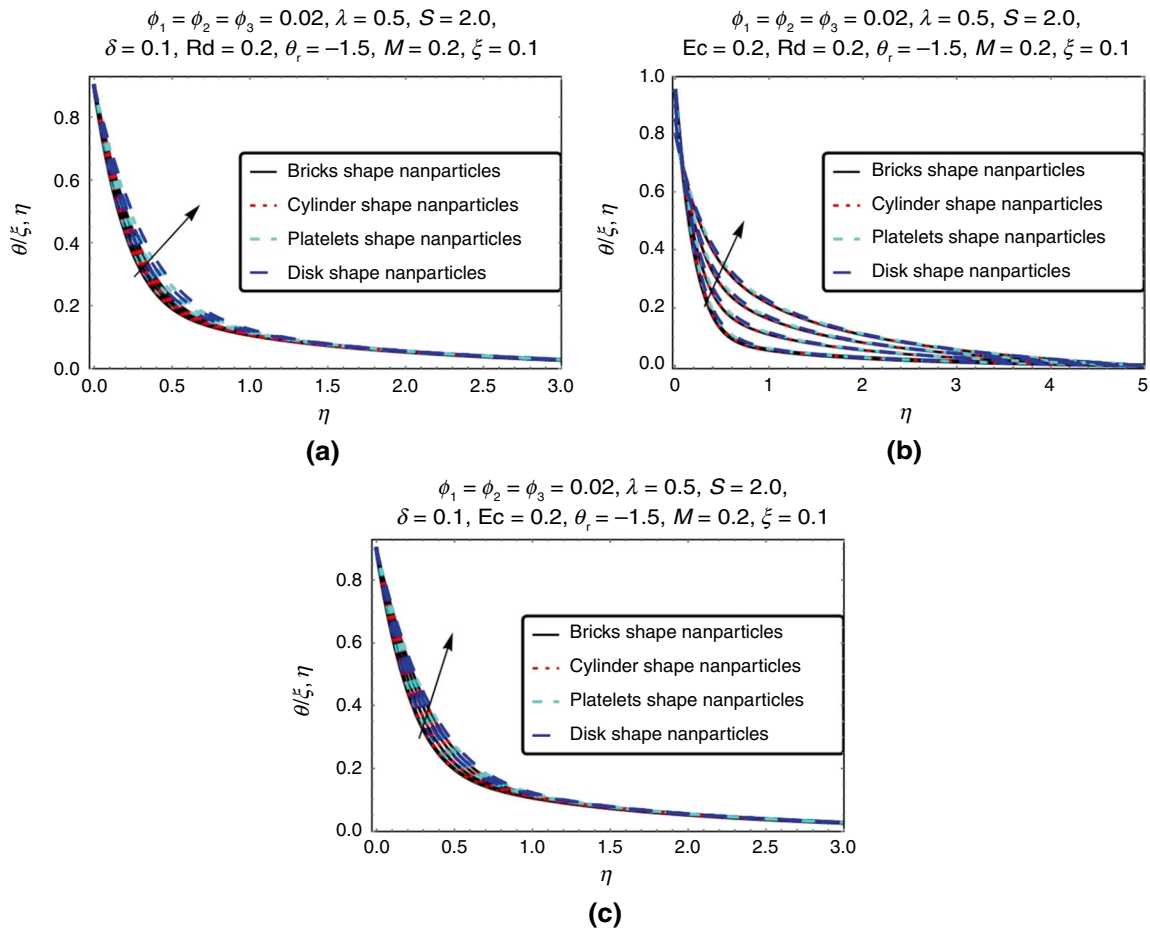 ϕ₁ = ϕ₂ = ϕ₃ = 0.02, λ = 0.5, S = 2.0,
δ = 0.1, Rd = 0.2, θᵣ = −1.5, M = 0.2, ξ = 0.1
θ/ξ, η
0.8
0.6
0.4
0.2
0.0
Bricks shape nanparticles
Cylinder shape nanparticles
Platelets shape nanparticles
Disk shape nanparticles
0.0 0.5 1.0 1.5 2.0 2.5 3.0
η
(a)
ϕ₁ = ϕ₂ = ϕ₃ = 0.02, λ = 0.5, S = 2.0,
Ec = 0.2, Rd = 0.2, θᵣ = −1.5, M = 0.2, ξ = 0.1
θ/ξ, η
1.0
0.8
0.6
0.4
0.2
0.0
Bricks shape nanparticles
Cylinder shape nanparticles
Platelets shape nanparticles
Disk shape nanparticles
0 1 2 3 4 5
η
(b)
ϕ₁ = ϕ₂ = ϕ₃ = 0.02, λ = 0.5, S = 2.0,
δ = 0.1, Ec = 0.2, θᵣ = −1.5, M = 0.2, ξ = 0.1
θ/ξ, η
0.8
0.6
0.4
0.2
0.0
Bricks shape nanparticles
Cylinder shape nanparticles
Platelets shape nanparticles
Disk shape nanparticles
0.0 0.5 1.0 1.5 2.0 2.5 3.0
η
(c)